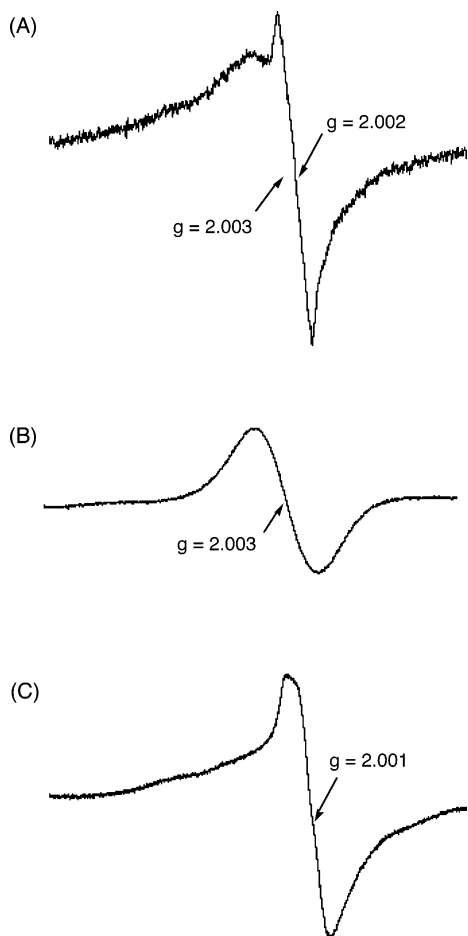 (A)
g = 2.002
g = 2.003
(B)
g = 2.003
(C)
g = 2.001